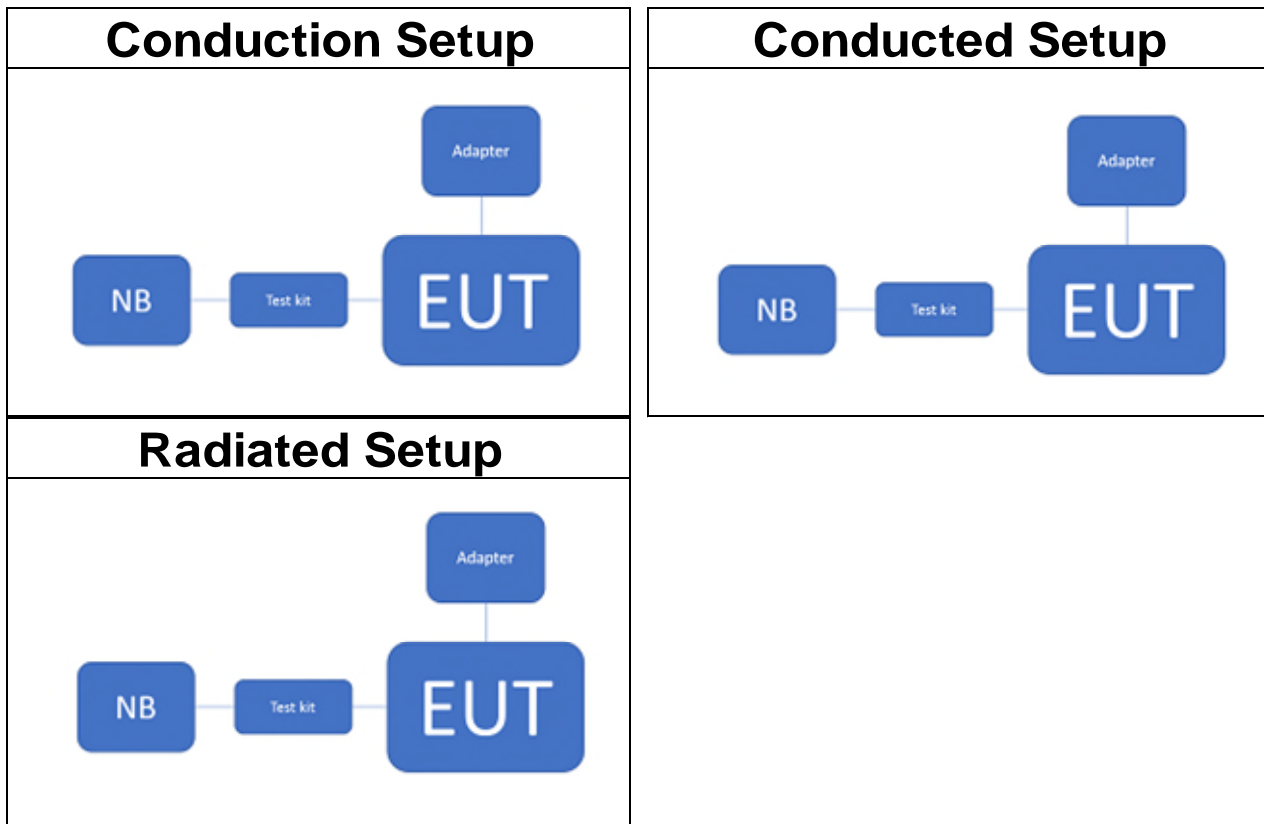 Conduction Setup
Adapter
NB
Test kit
EUT
Conducted Setup
Adapter
NB
Test kit
EUT
Radiated Setup
Adapter
NB
Test kit
EUT